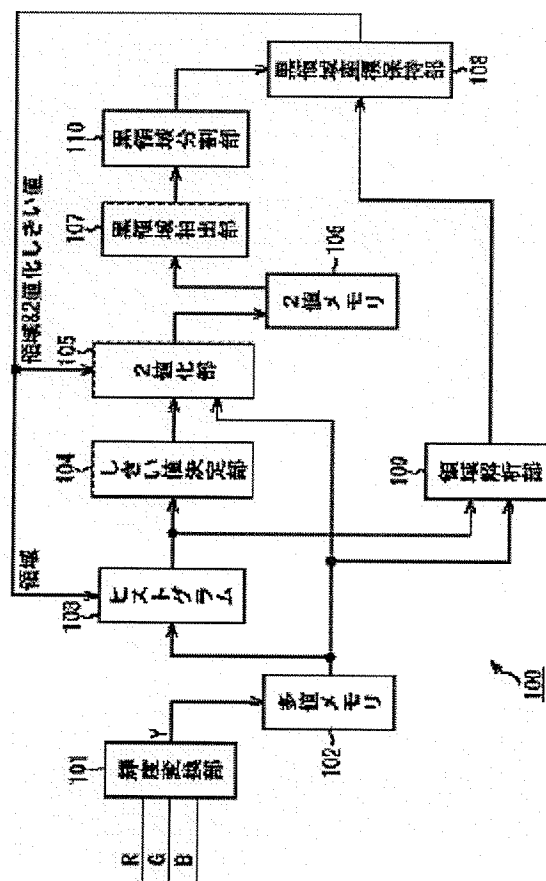 R
G
B
101
輝度変換部
Y
多値メモリ
102
領域
103
ヒストグラム
104
しきい値決定部
領域&2値化しきい値
105
2値化部
2値メモリ
106
107
黒領域抽出部
110
黒領域分割部
黒領域座標保持部
108
109
領域解析部
100